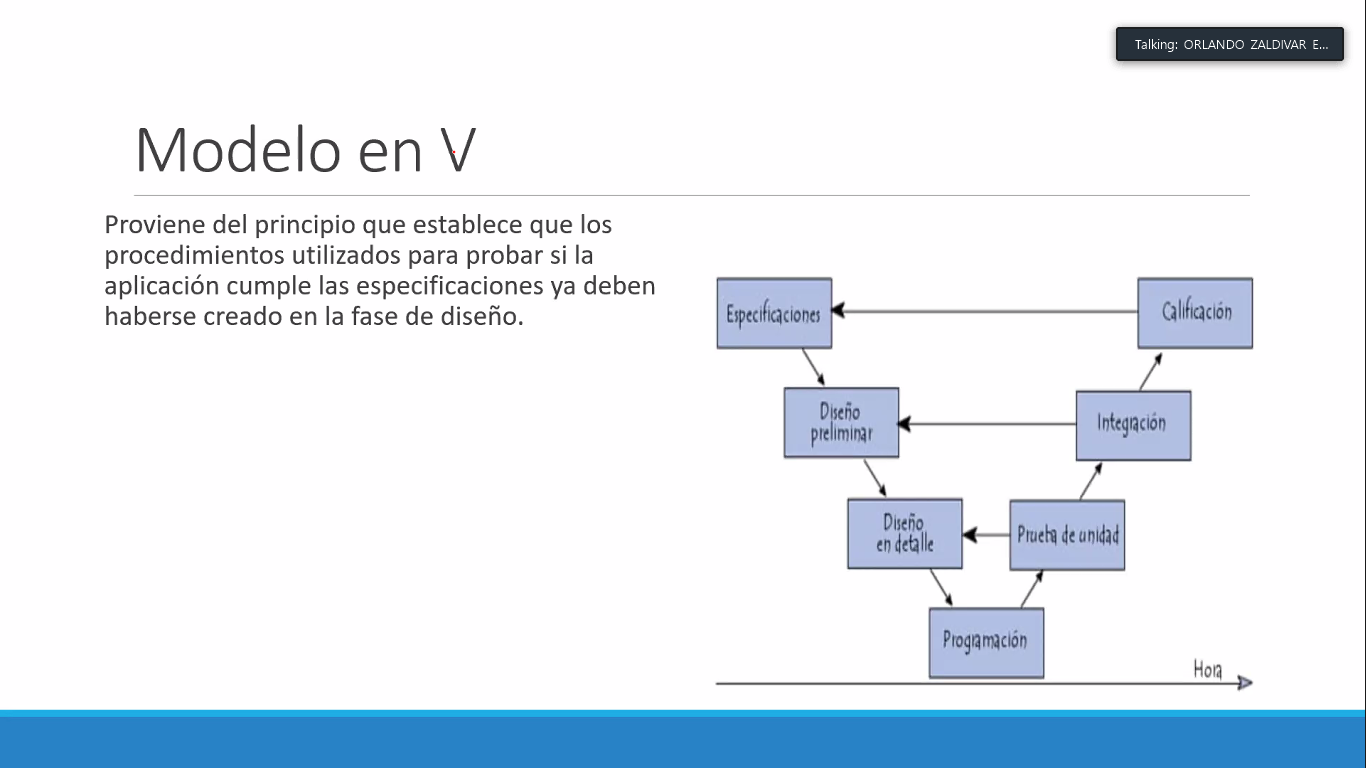 Talking: ORLANDO ZALDIVAR E...
Modelo en V
Proviene del principio que establece que los
procedimientos utilizados para probar si la
aplicación cumple las especificaciones ya deben
haberse creado en la fase de diseño.
Especificaciones
Calificación
Diseño
preliminar
Integración
Diseño
en detalle
Prueba de unidad
Programación
Hora